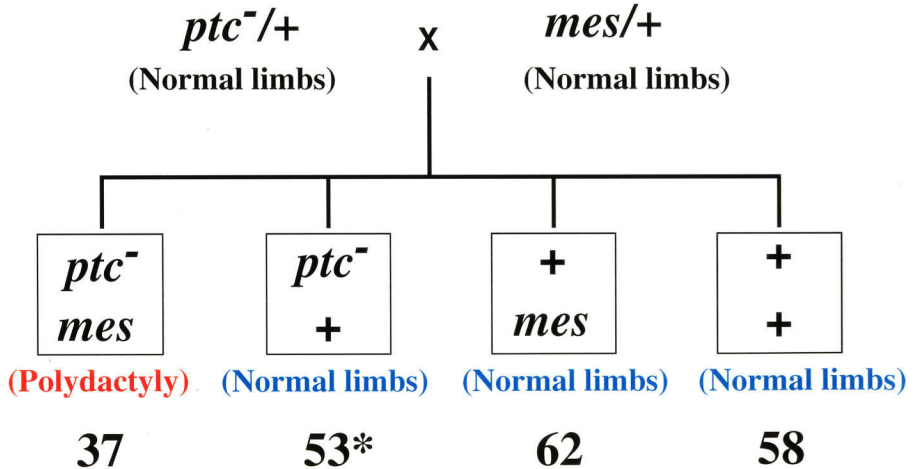 ptc⁻/+ x mes/+
(Normal limbs) (Normal limbs)
ptc⁻ ptc⁻ + +
mes + mes +
(Polydactyly) (Normal limbs) (Normal limbs) (Normal limbs)
37 53* 62 58